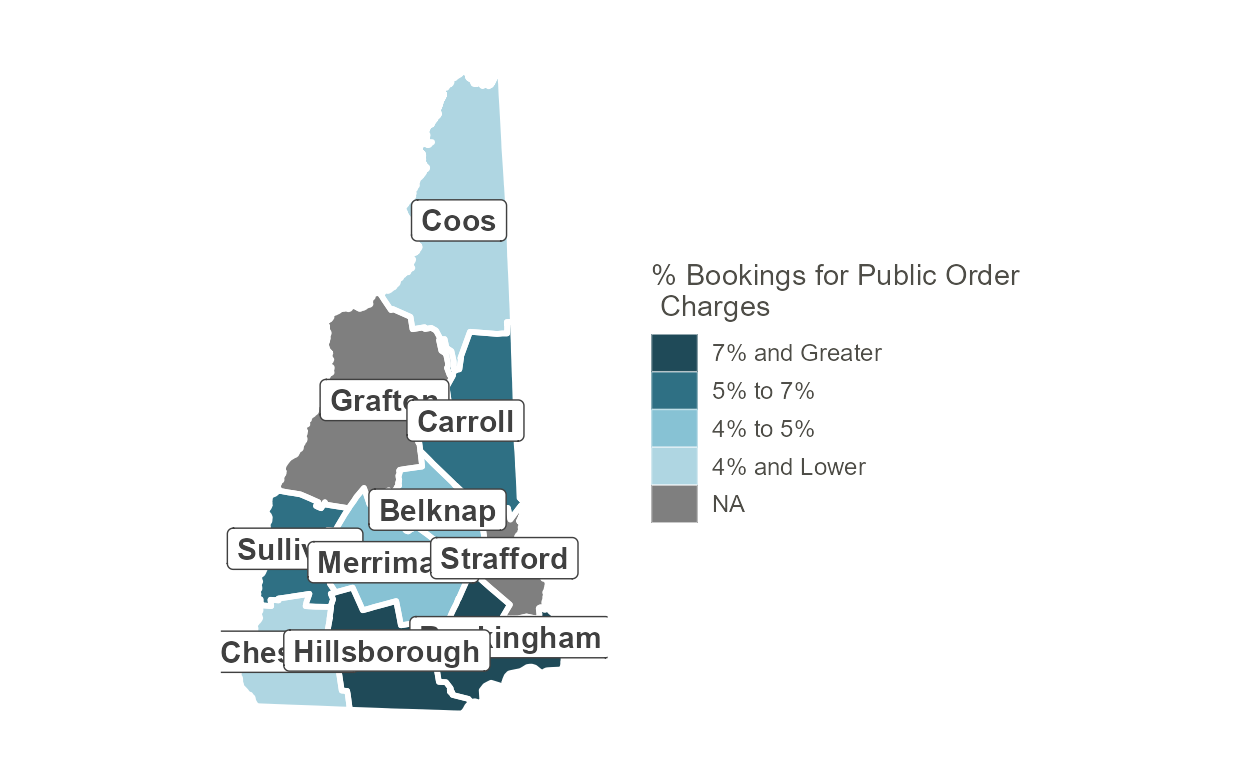 Coos
% Bookings for Public Order
Charges
7% and Greater
5% to 7%
4% to 5%
4% and Lower
NA
Grafton
Carroll
Belknap
Sulliv
Merrima
Strafford
Ches
Hillsborough
kingham